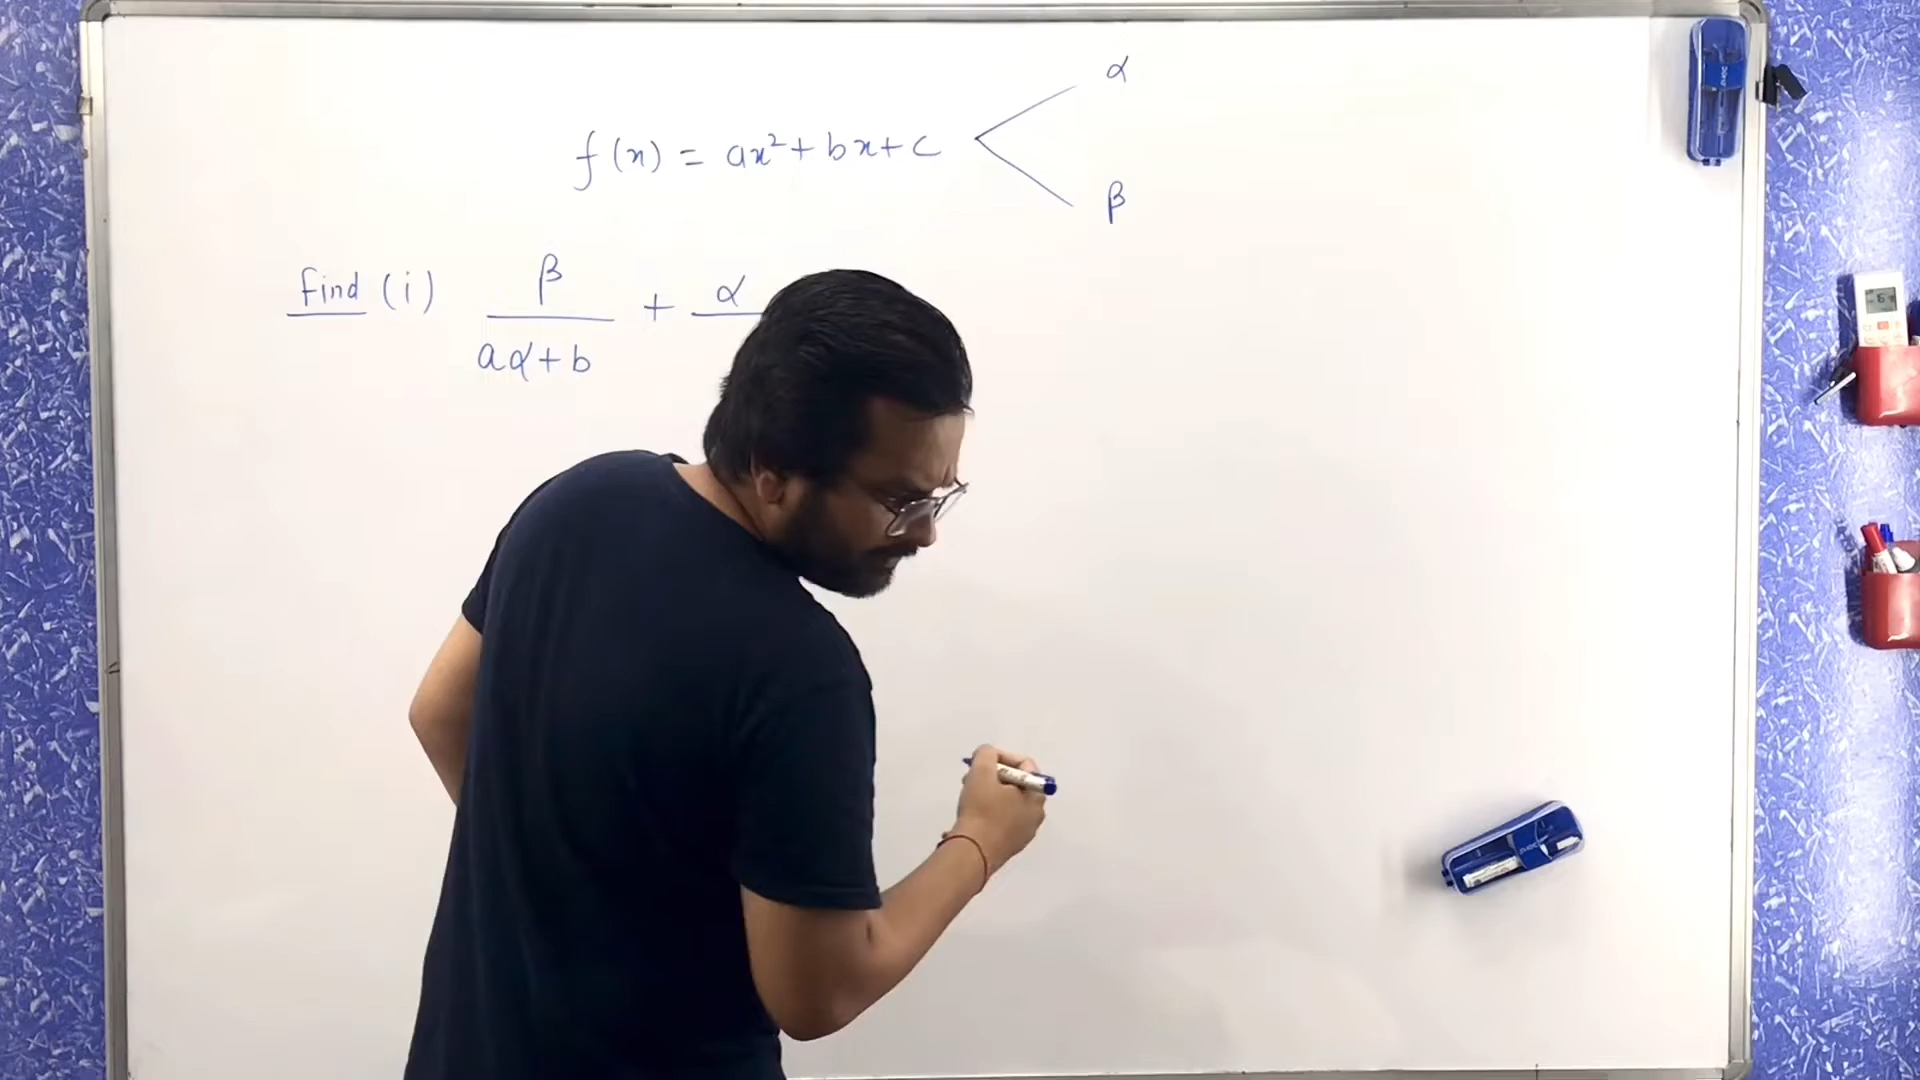 α
f(x) = ax² + bx + c
β
find (i) β/(aα+b) + α